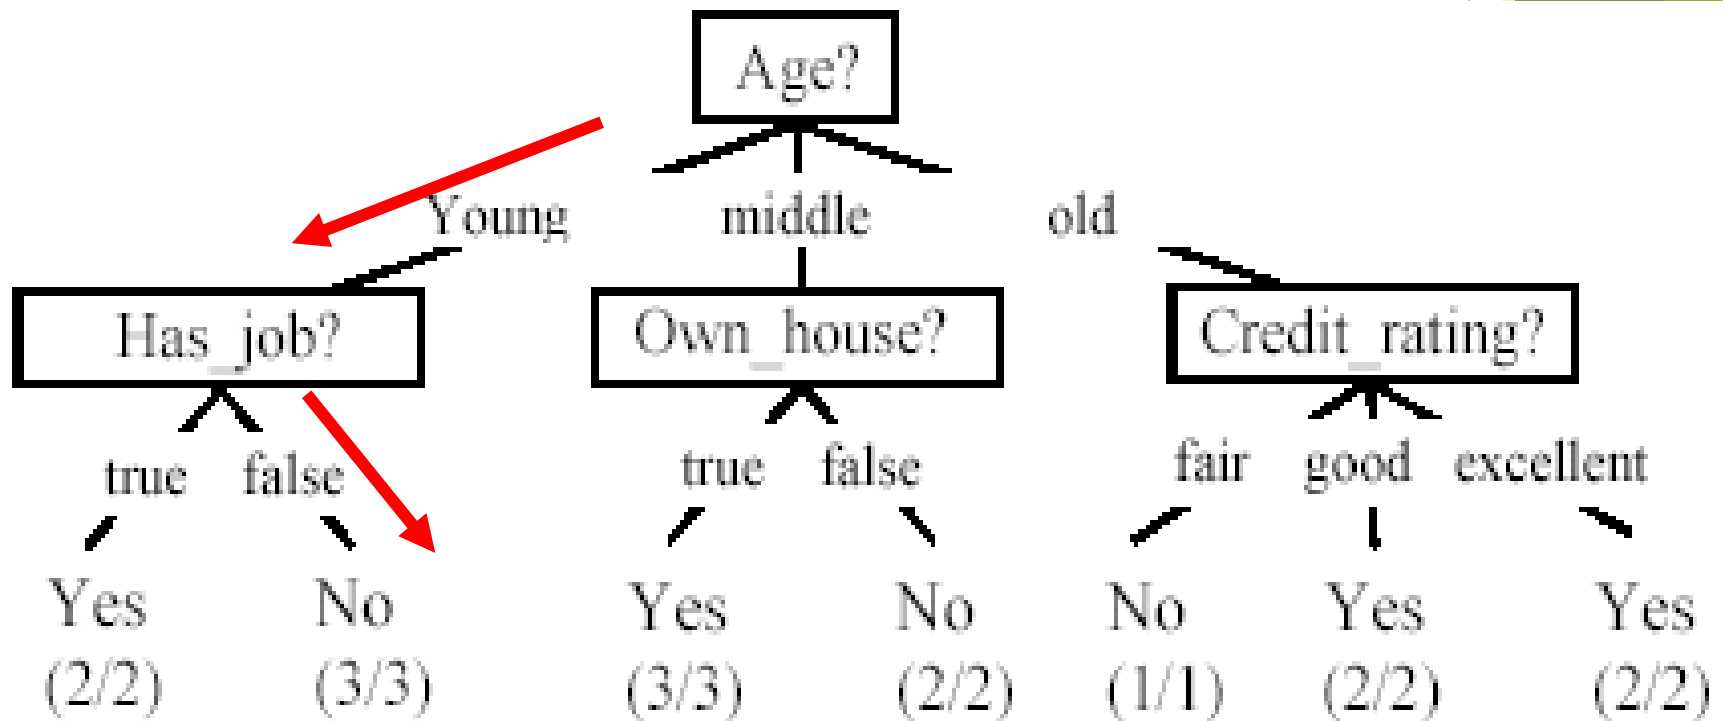 Age?
Young middle old
Has_job? Own_house? Credit_rating?
true false true false fair good excellent
Yes No Yes No No Yes Yes
(2/2) (3/3) (3/3) (2/2) (1/1) (2/2) (2/2)